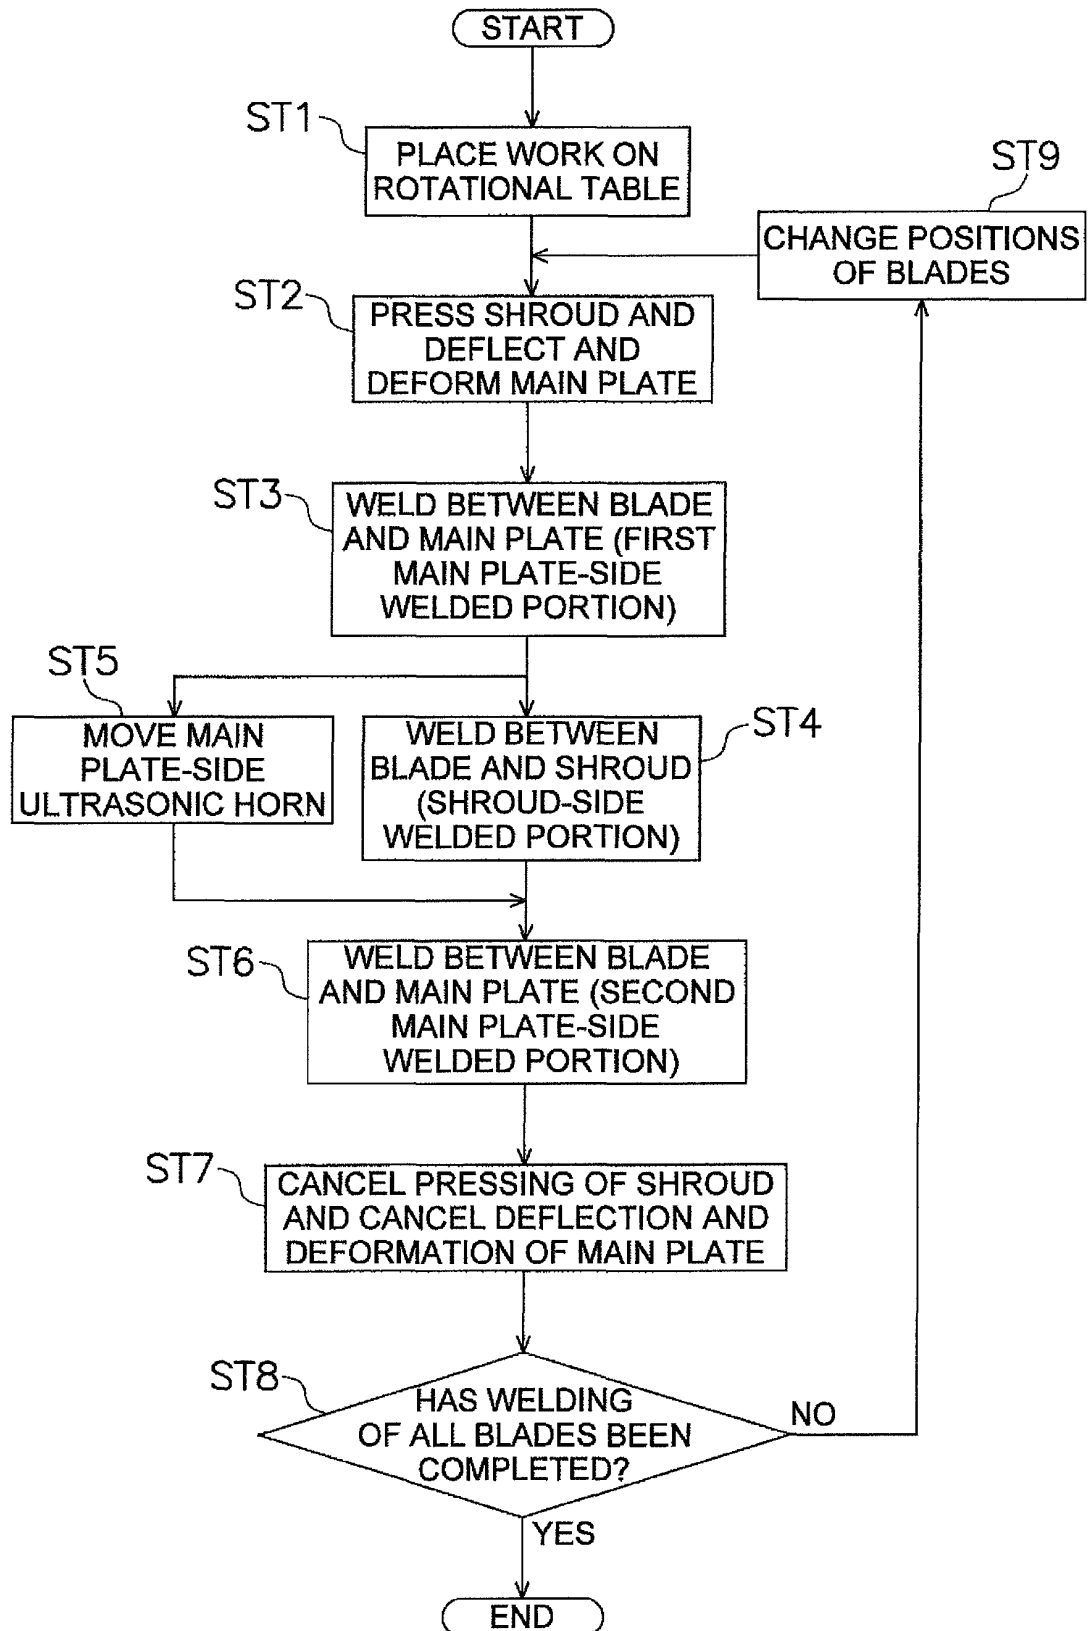 START
ST1
PLACE WORK ON
ROTATIONAL TABLE
ST9
CHANGE POSITIONS
OF BLADES
ST2
PRESS SHROUD AND
DEFLECT AND
DEFORM MAIN PLATE
ST3
WELD BETWEEN BLADE
AND MAIN PLATE (FIRST
MAIN PLATE-SIDE
WELDED PORTION)
ST5
MOVE MAIN
PLATE-SIDE
ULTRASONIC HORN
ST4
WELD BETWEEN
BLADE AND SHROUD
(SHROUD-SIDE
WELDED PORTION)
ST6
WELD BETWEEN BLADE
AND MAIN PLATE (SECOND
MAIN PLATE-SIDE
WELDED PORTION)
ST7
CANCEL PRESSING OF SHROUD
AND CANCEL DEFLECTION AND
DEFORMATION OF MAIN PLATE
ST8
HAS WELDING
OF ALL BLADES BEEN
COMPLETED?
NO
YES
END